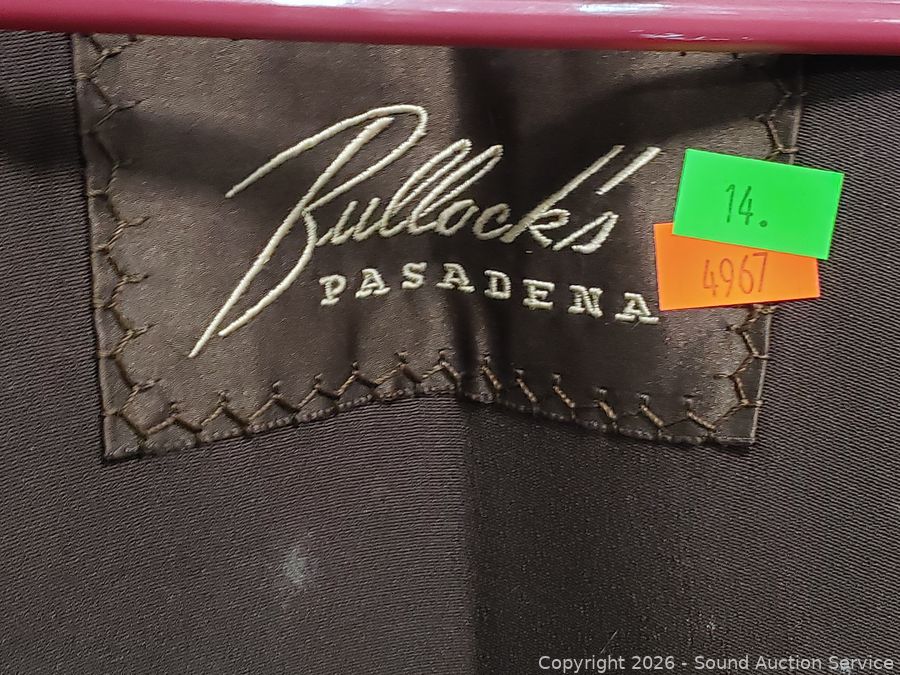 Bullock's
PASADENA
14.
4967
Copyright © 2026 - Sound Auction Service